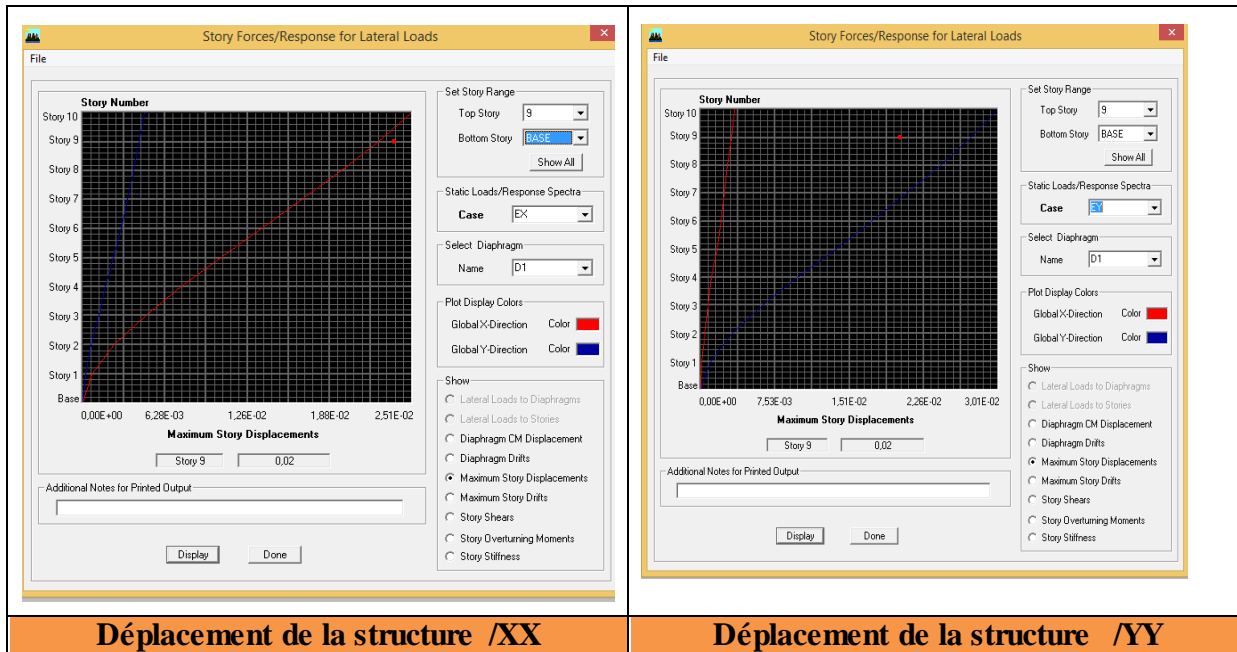 Story Forces/Response for Lateral Loads
File
Story Number
Story 10
Story 9
Story 8
Story 7
Story 6
Story 5
Story 4
Story 3
Story 2
Story 1
Base
0,00E+00 6,28E-03 1,26E-02 1,88E-02 2,51E-02
Maximum Story Displacements
Story 9 0,02
Additional Notes for Printed Output
Display Done
Set Story Range
Top Story 9
Bottom Story BASE
Show All
Static Loads/Response Spectra
Case EX
Select Diaphragm
Name D1
Plot Display Colors
Global X-Direction Color
Global Y-Direction Color
Show
Lateral Loads to Diaphragms
Lateral Loads to Stories
Diaphragm CM Displacement
Diaphragm Drifts
Maximum Story Displacements
Maximum Story Drifts
Story Shears
Story Overturning Moments
Story Stiffness
Déplacement de la structure /XX
Story Forces/Response for Lateral Loads
File
Story Number
Story 10
Story 9
Story 8
Story 7
Story 6
Story 5
Story 4
Story 3
Story 2
Story 1
Base
0,00E+00 7,53E-03 1,51E-02 2,26E-02 3,01E-02
Maximum Story Displacements
Story 9 0,02
Additional Notes for Printed Output
Display Done
Set Story Range
Top Story 9
Bottom Story BASE
Show All
Static Loads/Response Spectra
Case EY
Select Diaphragm
Name D1
Plot Display Colors
Global X-Direction Color
Global Y-Direction Color
Show
Lateral Loads to Diaphragms
Lateral Loads to Stories
Diaphragm CM Displacement
Diaphragm Drifts
Maximum Story Displacements
Maximum Story Drifts
Story Shears
Story Overturning Moments
Story Stiffness
Déplacement de la structure /YY